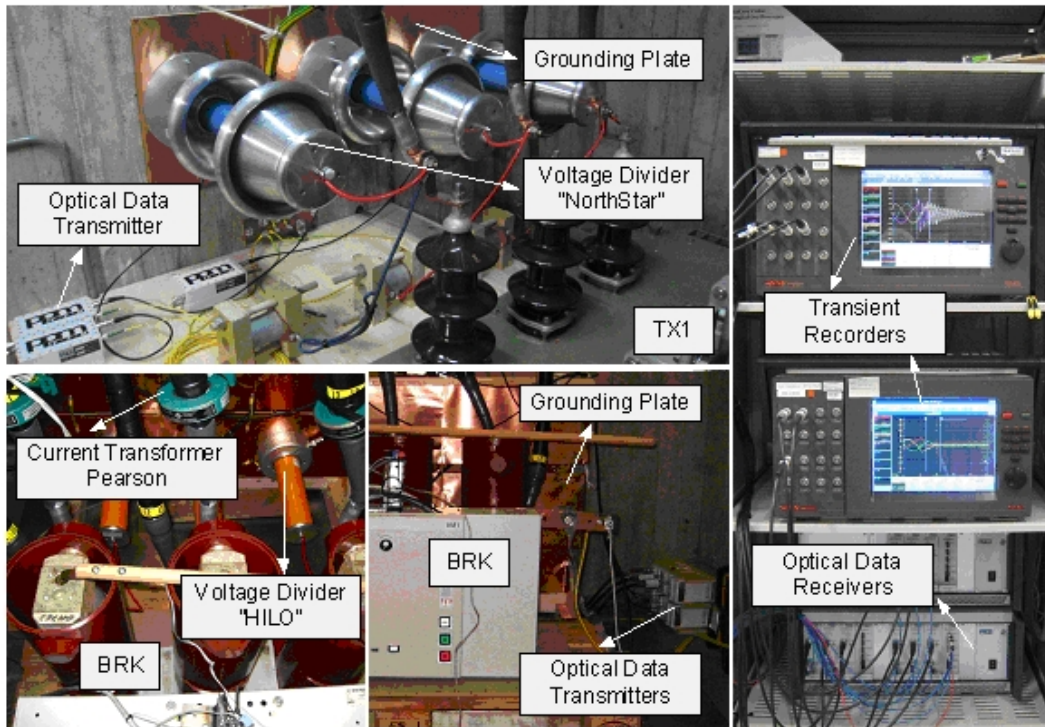 Grounding Plate
Voltage Divider
"NorthStar"
Optical Data
Transmitter
TX1
Current Transformer
Pearson
Voltage Divider
"HILO"
BRK
Grounding Plate
BRK
Optical Data
Transmitters
Transient
Recorders
Optical Data
Receivers